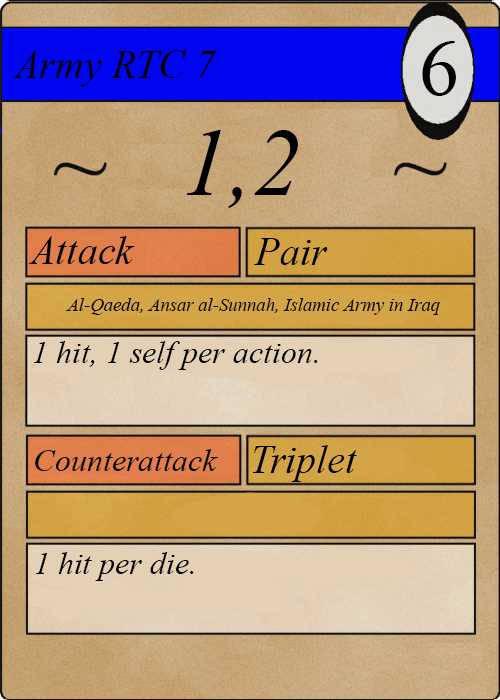 Army RTC 7
6
~ 1,2 ~
Attack
Pair
Al-Qaeda, Ansar al-Sunnah, Islamic Army in Iraq
1 hit, 1 self per action.
Counterattack
Triplet
1 hit per die.